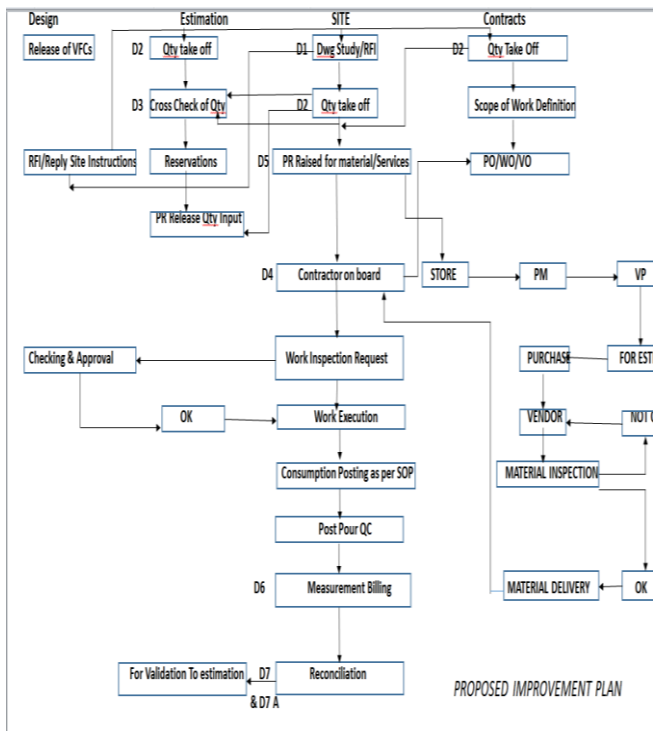 Design Estimation SITE Contracts
Release of VFCs D2 Qty take off D1 Dwg Study/RFI D2 Qty Take Off
D3 Cross Check of Qty D2 Qty take off Scope of Work Definition
RFI/Reply Site Instructions Reservations D5 PR Raised for material/Services PO/WO/VO
PR Release Qty Input
D4 Contractor on board STORE PM VP
Checking & Approval Work Inspection Request PURCHASE FOR
OK Work Execution VENDOR NOT
Consumption Posting as per SOP MATERIAL INSPECTION
Post Pour QC
D6 Measurement Billing MATERIAL DELIVERY OK
For Validation To estimation D7 Reconciliation
& D7 A PROPOSED IMPROVEMENT PLAN